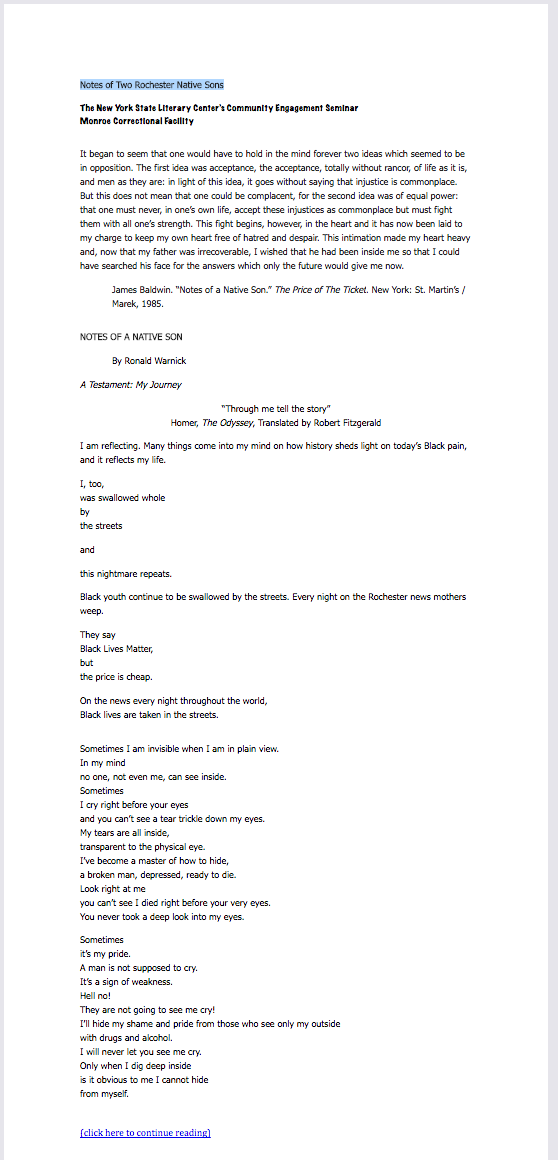 Notes of Two Rochester Native Sons
The New York State Literary Center's Community Engagement Seminar
Monroe Correctional Facility
It began to seem that one would have to hold in the mind forever two ideas which seemed to be
in opposition. The first idea was acceptance, the acceptance, totally without rancor, of life as it is,
and men as they are: in light of this idea, it goes without saying that injustice is commonplace.
But this does not mean that one could be complacent, for the second idea was of equal power:
that one must never, in one's own life, accept these injustices as commonplace but must fight
them with all one's strength. This fight begins, however, in the heart and it has now been laid to
my charge to keep my own heart free of hatred and despair. This intimation made my heart heavy
and, now that my father was irrecoverable, I wished that he had been inside me so that I could
have searched his face for the answers which only the future would give me now.
James Baldwin. "Notes of a Native Son." The Price of The Ticket. New York: St. Martin's /
Marek, 1985.
NOTES OF A NATIVE SON
By Ronald Warnick
A Testament: My Journey
"Through me tell the story"
Homer, The Odyssey, Translated by Robert Fitzgerald
I am reflecting. Many things come into my mind on how history sheds light on today's Black pain,
and it reflects my life.
I, too,
was swallowed whole
by
the streets
and
this nightmare repeats.
Black youth continue to be swallowed by the streets. Every night on the Rochester news mothers
weep.
They say
Black Lives Matter,
but
the price is cheap.
On the news every night throughout the world,
Black lives are taken in the streets.
Sometimes I am invisible when I am in plain view.
In my mind
no one, not even me, can see inside.
Sometimes
I cry right before your eyes
and you can't see a tear trickle down my eyes.
My tears are all inside,
transparent to the physical eye.
I've become a master of how to hide,
a broken man, depressed, ready to die.
Look right at me
you can't see I died right before your very eyes.
You never took a deep look into my eyes.
Sometimes
it's my pride.
A man is not supposed to cry.
It's a sign of weakness.
Hell no!
They are not going to see me cry!
I'll hide my shame and pride from those who see only my outside
with drugs and alcohol.
I will never let you see me cry.
Only when I dig deep inside
is it obvious to me I cannot hide
from myself.
(click here to continue reading)